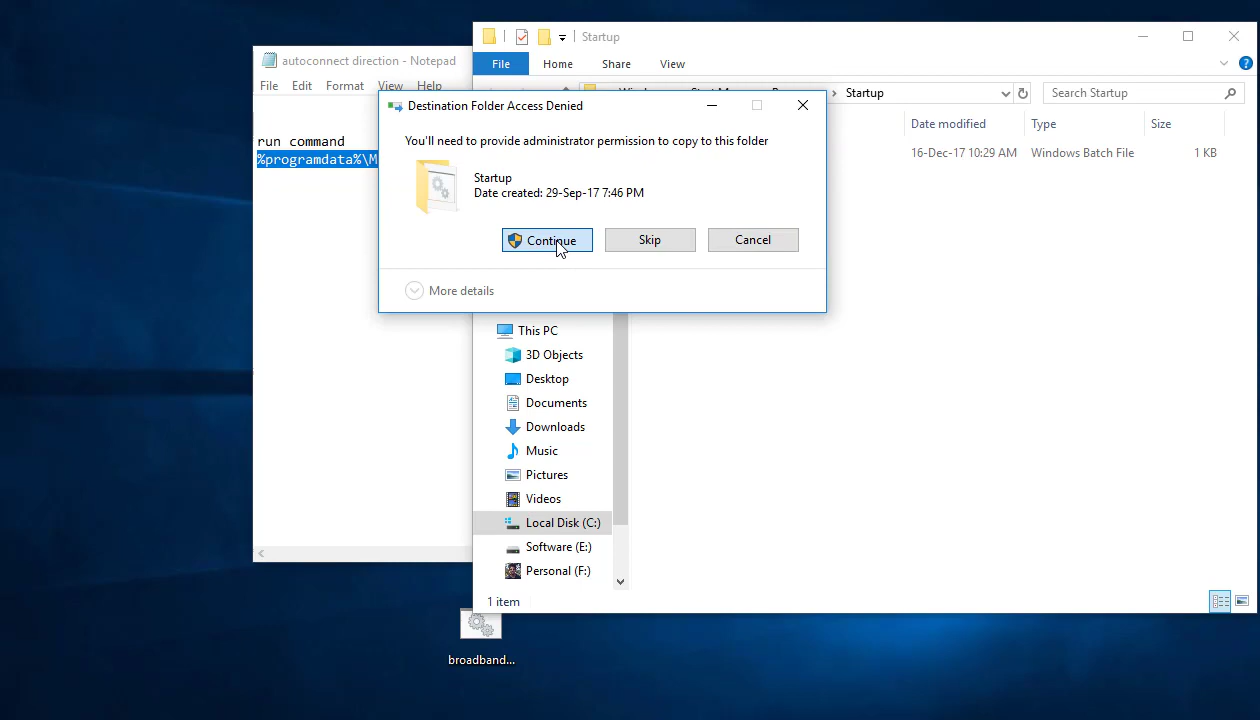 Startup
autoconnect direction - Notepad
File Home Share View
File Edit Format View Help
Startup
Search Startup
Destination Folder Access Denied
Date modified Type Size
You'll need to provide administrator permission to copy to this folder
run command
16-Dec-17 10:29 AM Windows Batch File 1 KB
%programdata%\M
Startup
Date created: 29-Sep-17 7:46 PM
Continue Skip Cancel
More details
This PC
3D Objects
Desktop
Documents
Downloads
Music
Pictures
Videos
Local Disk (C:)
Software (E:)
Personal (F:)
1 item
broadband...